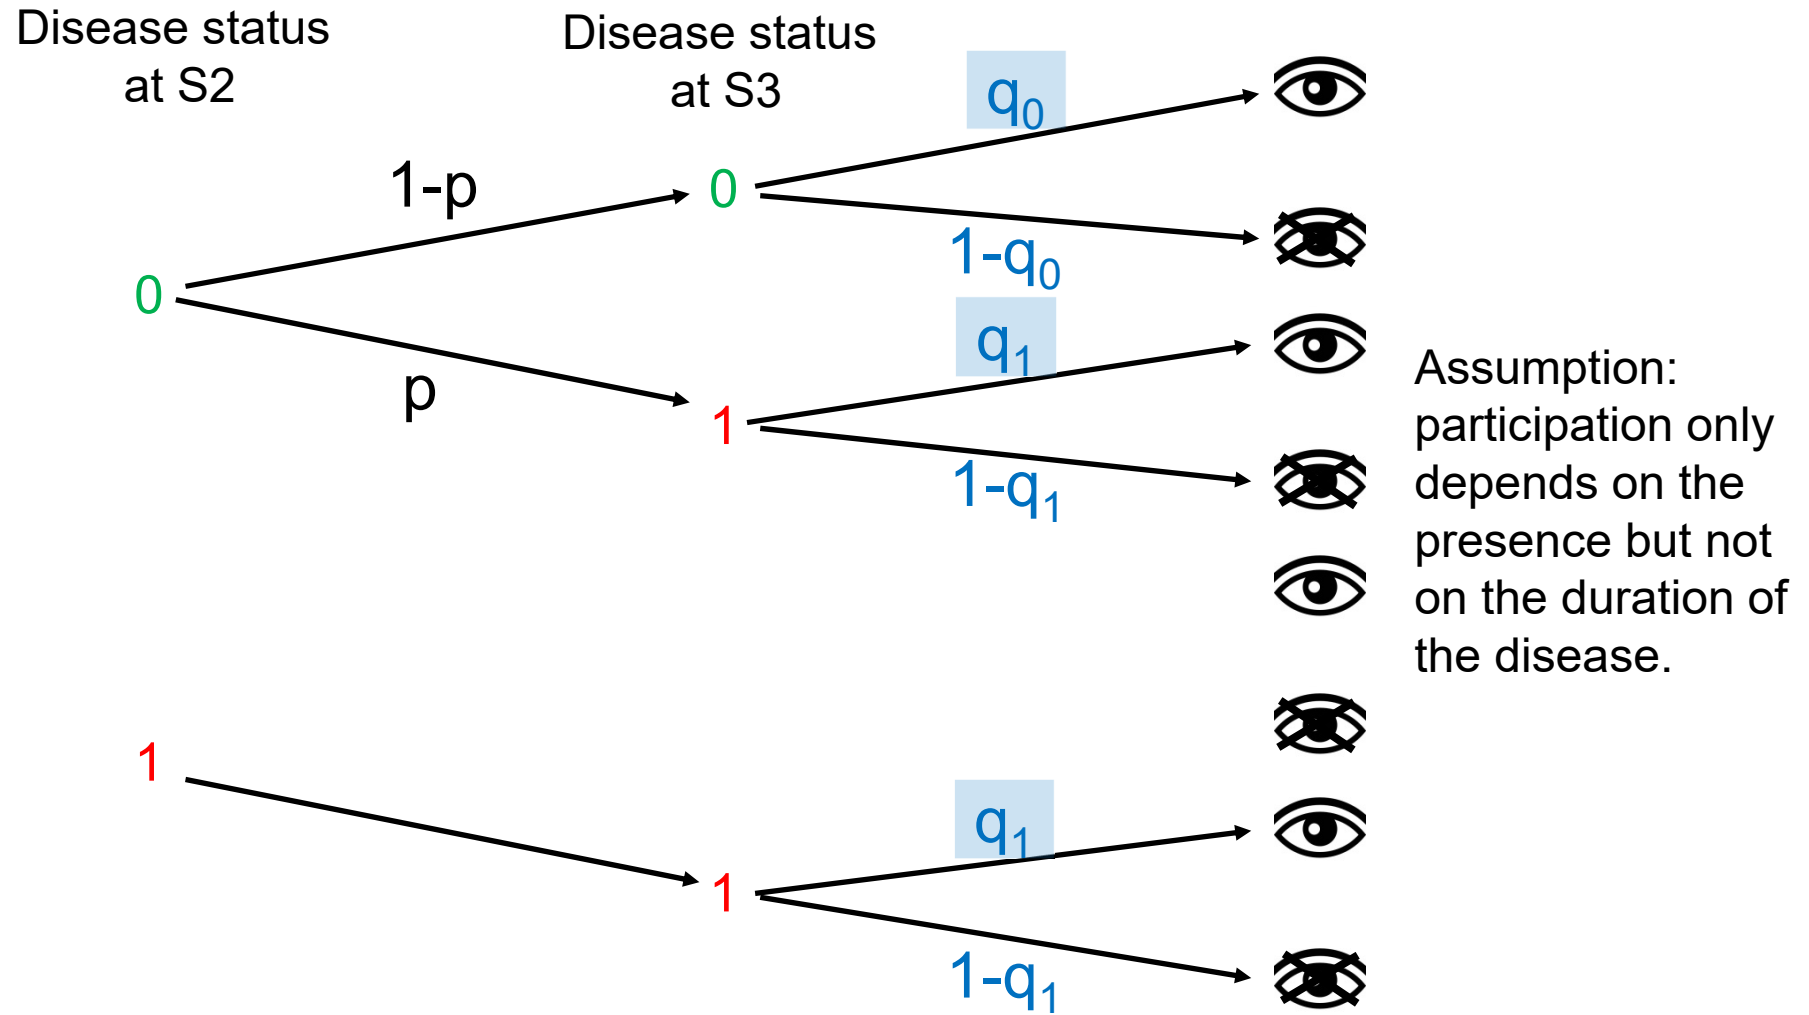 Disease status
at S2
Disease status
at S3
q₀
1-p
0
0
1-q₀
p
q₁
1
1-q₁
Assumption:
participation only
depends on the
presence but not
on the duration of
the disease.
1
q₁
1
1-q₁